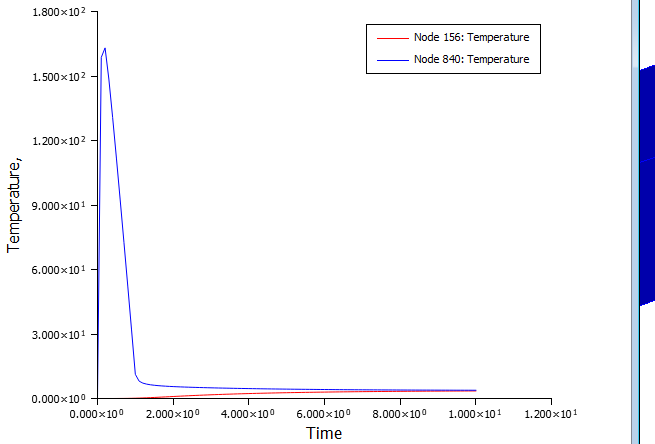 1.800×10²
1.500×10²
1.200×10²
9.000×10¹
6.000×10¹
3.000×10¹
0.000×10⁰
Temperature,
Node 156: Temperature
Node 840: Temperature
0.000×10⁰ 2.000×10⁰ 4.000×10⁰ 6.000×10⁰ 8.000×10⁰ 1.000×10¹ 1.200×10¹
Time